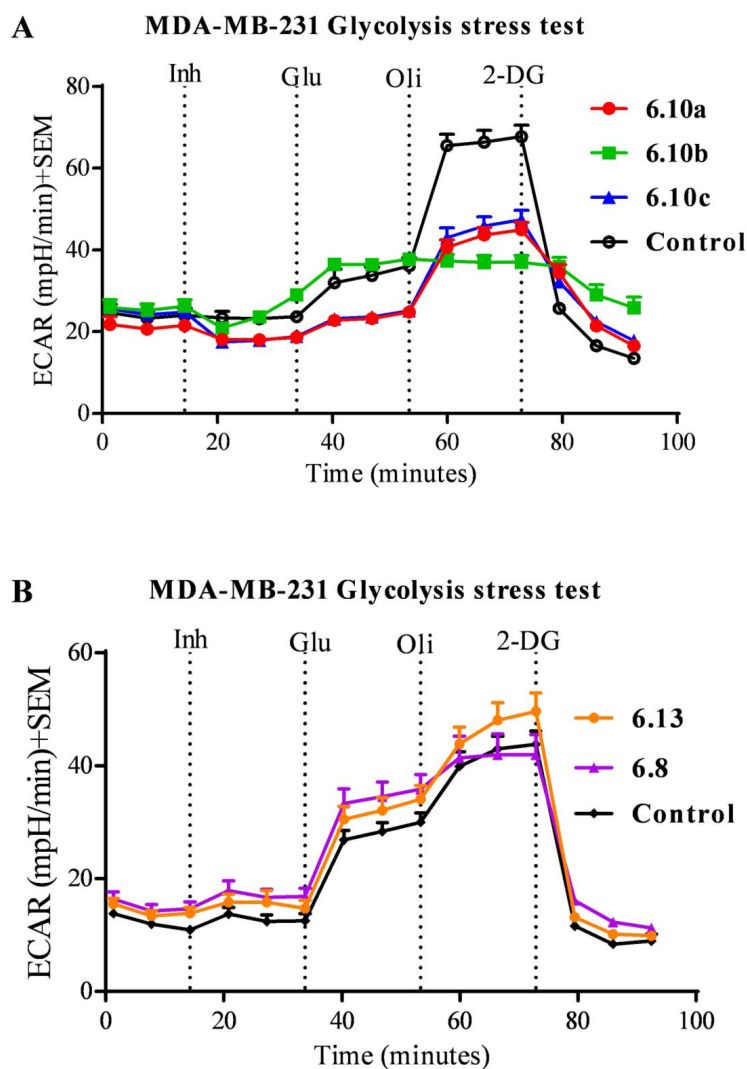 A
MDA-MB-231 Glycolysis stress test
Inh Glu Oli 2-DG
80
60
40
20
0
ECAR (mpH/min)+SEM
6.10a
6.10b
6.10c
Control
0 20 40 60 80 100
Time (minutes)
B
MDA-MB-231 Glycolysis stress test
Inh Glu Oli 2-DG
60
40
20
0
ECAR (mpH/min)+SEM
6.13
6.8
Control
0 20 40 60 80 100
Time (minutes)